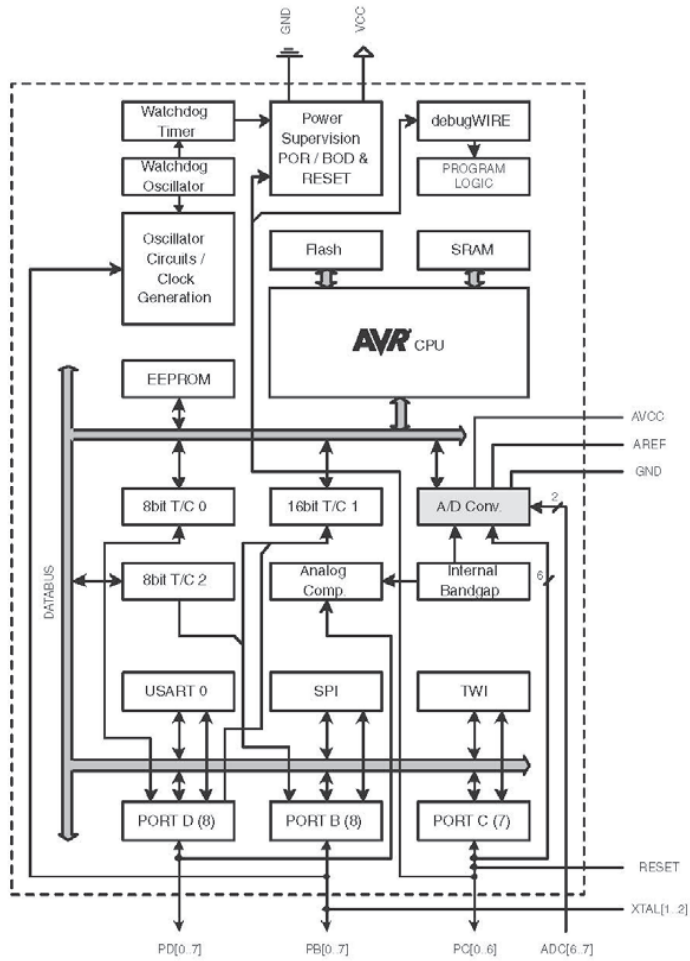 GND
VCC
Watchdog
Timer
Power
Supervision
POR / BOD &
RESET
debugWIRE
PROGRAM
LOGIC
Watchdog
Oscillator
Oscillator
Circuits /
Clock
Generation
Flash
SRAM
AVR CPU
EEPROM
AVCC
AREF
GND
8bit T/C 0
16bit T/C 1
A/D Conv.
2
DATABUS
8bit T/C 2
Analog
Comp.
Internal
Bandgap
6
USART 0
SPI
TWI
PORT D (8)
PORT B (8)
PORT C (7)
RESET
XTAL[1..2]
PD[0..7]
PB[0..7]
PC[0..6]
ADC[6..7]